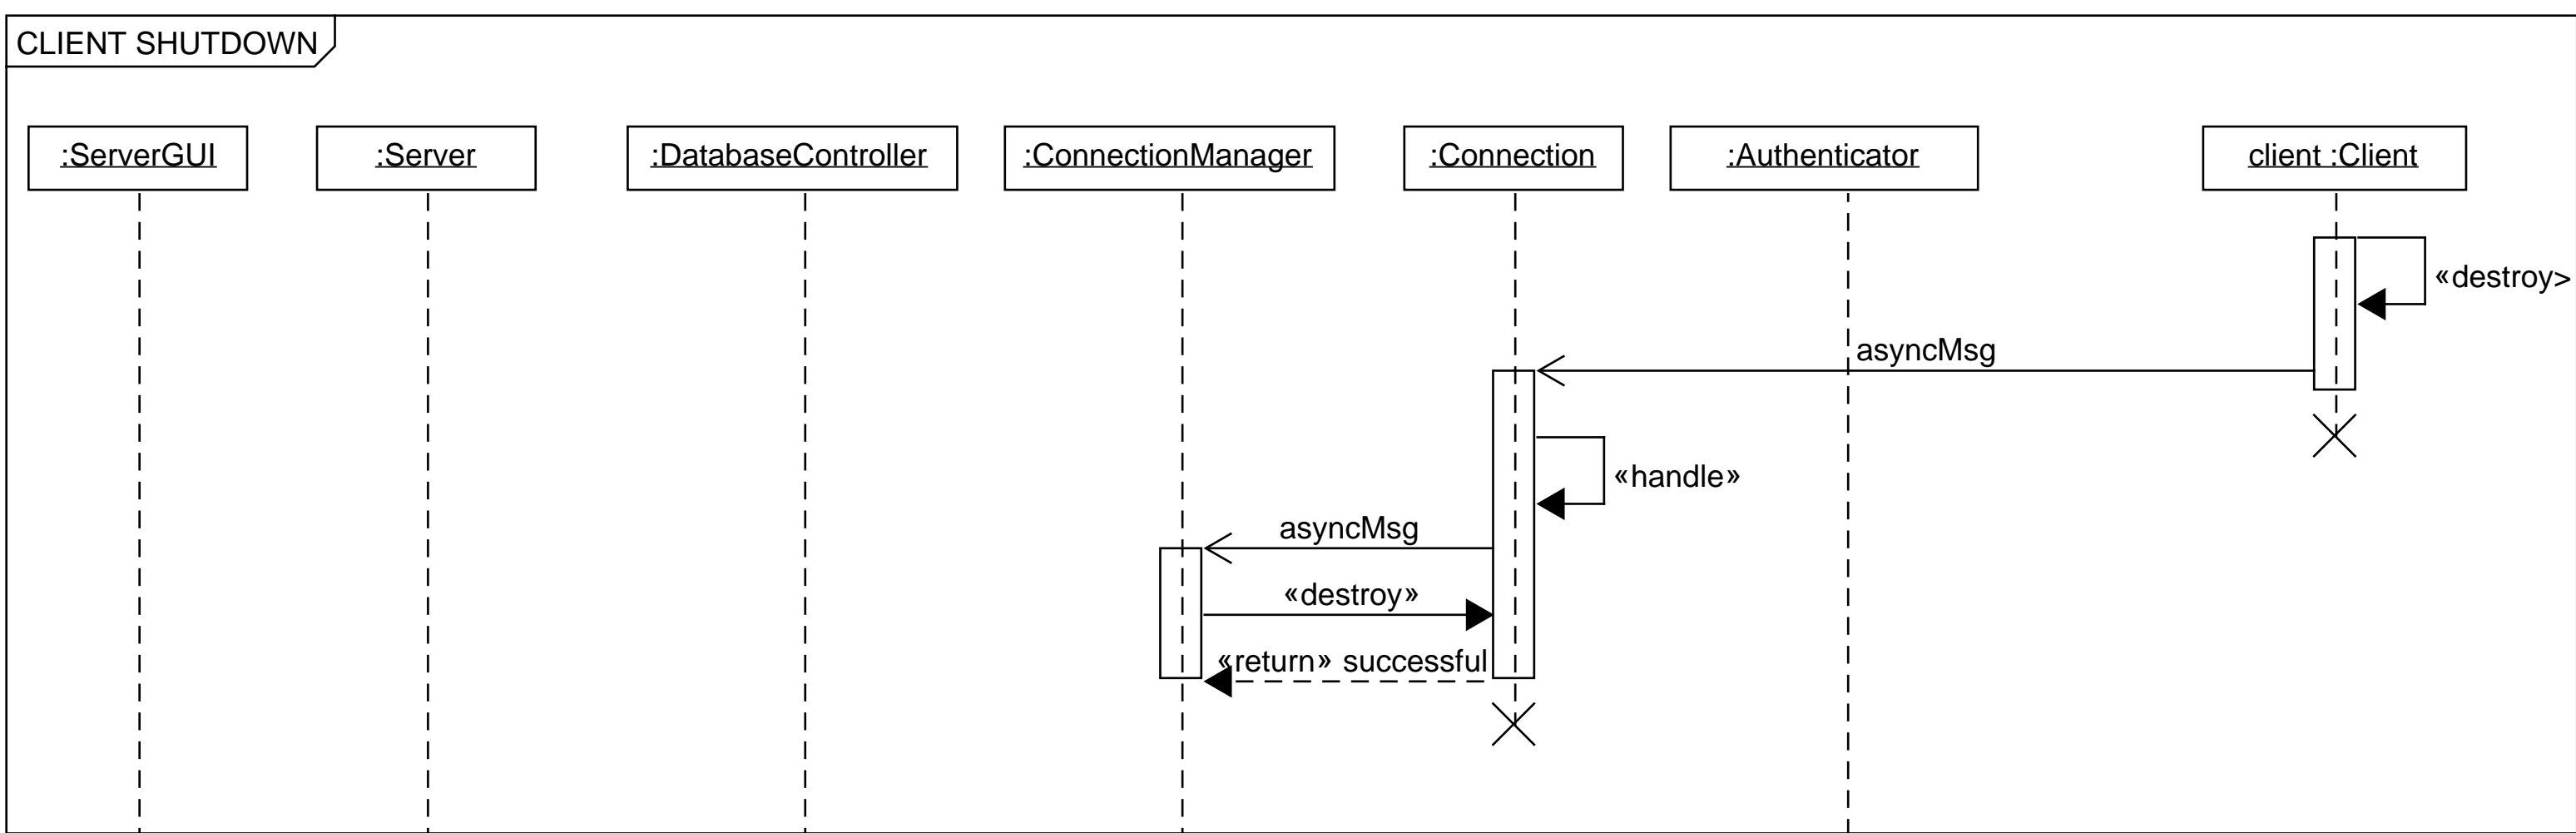 CLIENT SHUTDOWN
:ServerGUI
:Server
:DatabaseController
:ConnectionManager
:Connection
:Authenticator
client :Client
«destroy>
asyncMsg
«handle»
asyncMsg
«destroy»
«return» successful